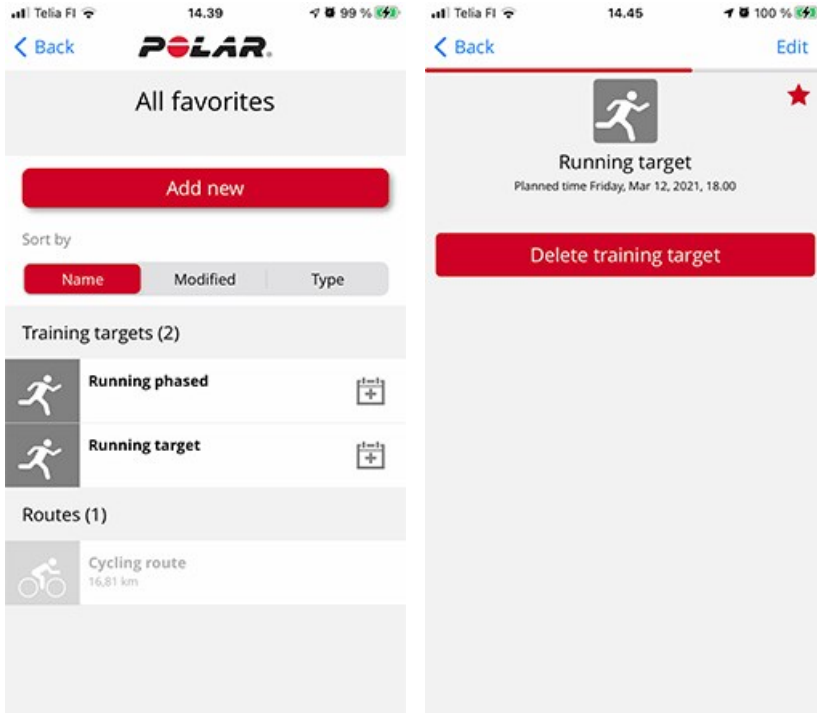 Telia FI 14.39 99 %
Back POLAR.
All favorites
Add new
Sort by
Name Modified Type
Training targets (2)
Running phased
Running target
Routes (1)
Cycling route
16,81 km
Telia FI 14.45 100 %
Back Edit
Running target
Planned time Friday, Mar 12, 2021, 18.00
Delete training target